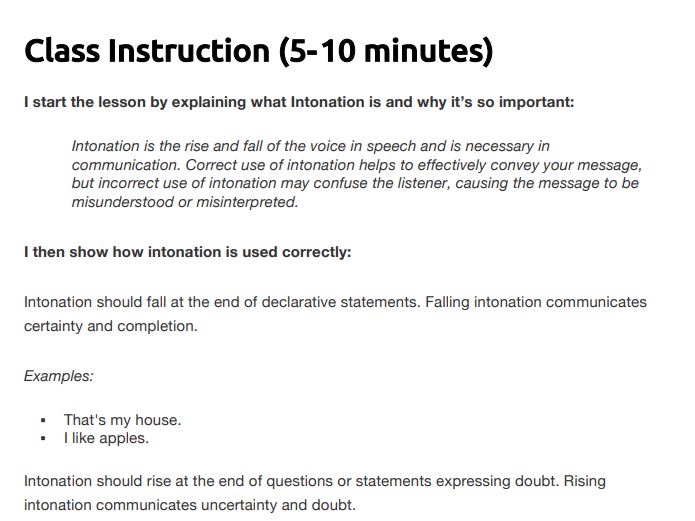 Class Instruction (5-10 minutes)
I start the lesson by explaining what Intonation is and why it's so important:
Intonation is the rise and fall of the voice in speech and is necessary in
communication. Correct use of intonation helps to effectively convey your message,
but incorrect use of intonation may confuse the listener, causing the message to be
misunderstood or misinterpreted.
I then show how intonation is used correctly:
Intonation should fall at the end of declarative statements. Falling intonation communicates
certainty and completion.
Examples:
▪ That's my house.
▪ I like apples.
Intonation should rise at the end of questions or statements expressing doubt. Rising
intonation communicates uncertainty and doubt.